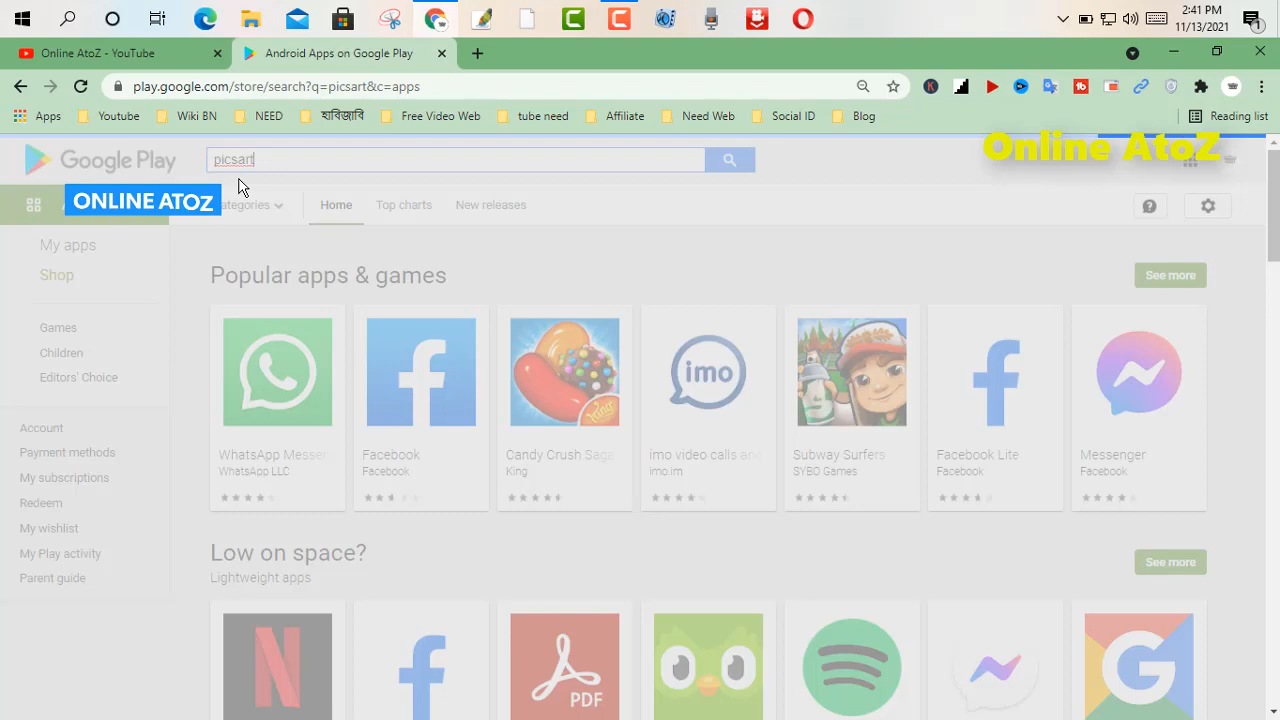 2:41 PM
11/13/2021
1
Online AtoZ - YouTube
Android Apps on Google Play
play.google.com/store/search?q=picsart&c=apps
Apps
Youtube
Wiki BN
NEED
হাবিজাবি
Free Video Web
tube need
Affiliate
Need Web
Social ID
Blog
Reading list
Google Play
picsart
Online AtoZ
ONLINE ATOZ
Home
Top charts
New releases
My apps
Shop
Games
Children
Editors' Choice
Account
Payment methods
My subscriptions
Redeem
My wishlist
My Play activity
Parent guide
Popular apps & games
See more
imo
King
WhatsApp Messen
WhatsApp LLC
Facebook
Facebook
Candy Crush Saga
King
imo video calls and
imo.im
Subway Surfers
SYBO Games
Facebook Lite
Facebook
Messenger
Facebook
Low on space?
Lightweight apps
See more
PDF